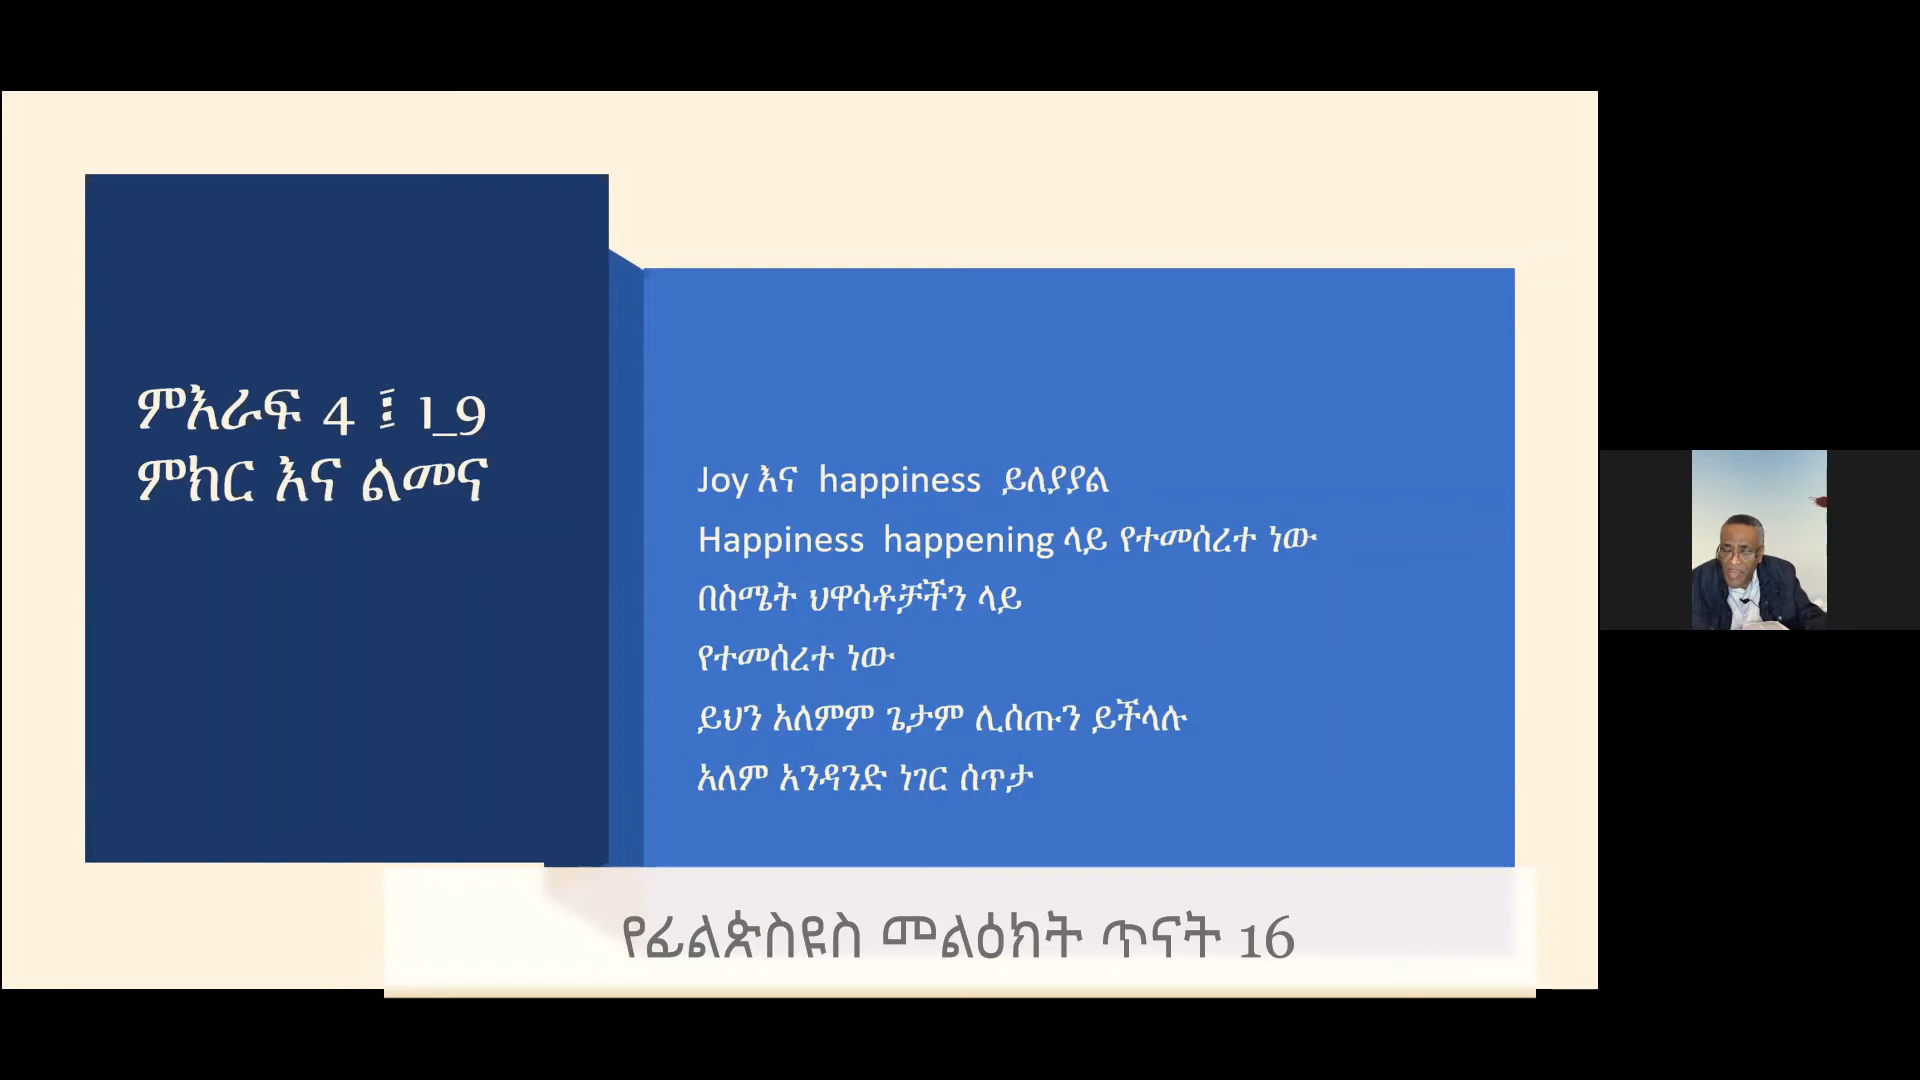 ምእራፍ 4 ፤ 1_9
ምክር እና ልመና
Joy እና happiness ይለያያል
Happiness happening ላይ የተመሰረተ ነው
በስሜት ህዋሳቶቻችን ላይ
የተመሰረተ ነው
ይህን አለምም ጌታም ሊሰጡን ይችላሉ
አለም አንዳንድ ነገር ሰጥታ
የፊልጵስዩስ መልዕክት ጥናት 16